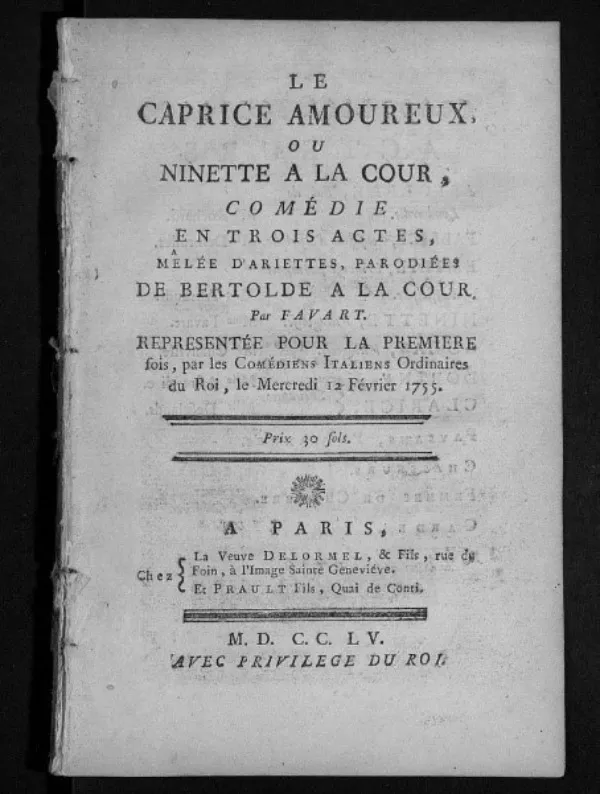 LE
CAPRICE AMOUREUX,
OU
NINETTE A LA COUR,
COMÉDIE
EN TROIS ACTES,
MÊLÉE D'ARIETTES, PARODIÉES
DE BERTOLDE A LA COUR.
Par FAVART.
REPRESENTÉE POUR LA PREMIERE
fois, par les COMÉDIENS ITALIENS Ordinaires
du Roi, le Mercredi 12 Février 1755.
Prix 30 sols.
A PARIS,
Chez
La Veuve DELORMEL, & Fils, rue du
Foin, à l'Image Sainte Geneviéve.
Et PRAULT Fils, Quai de Conti.
M. D. C. C. LV.
AVEC PRIVILEGE DU ROI.